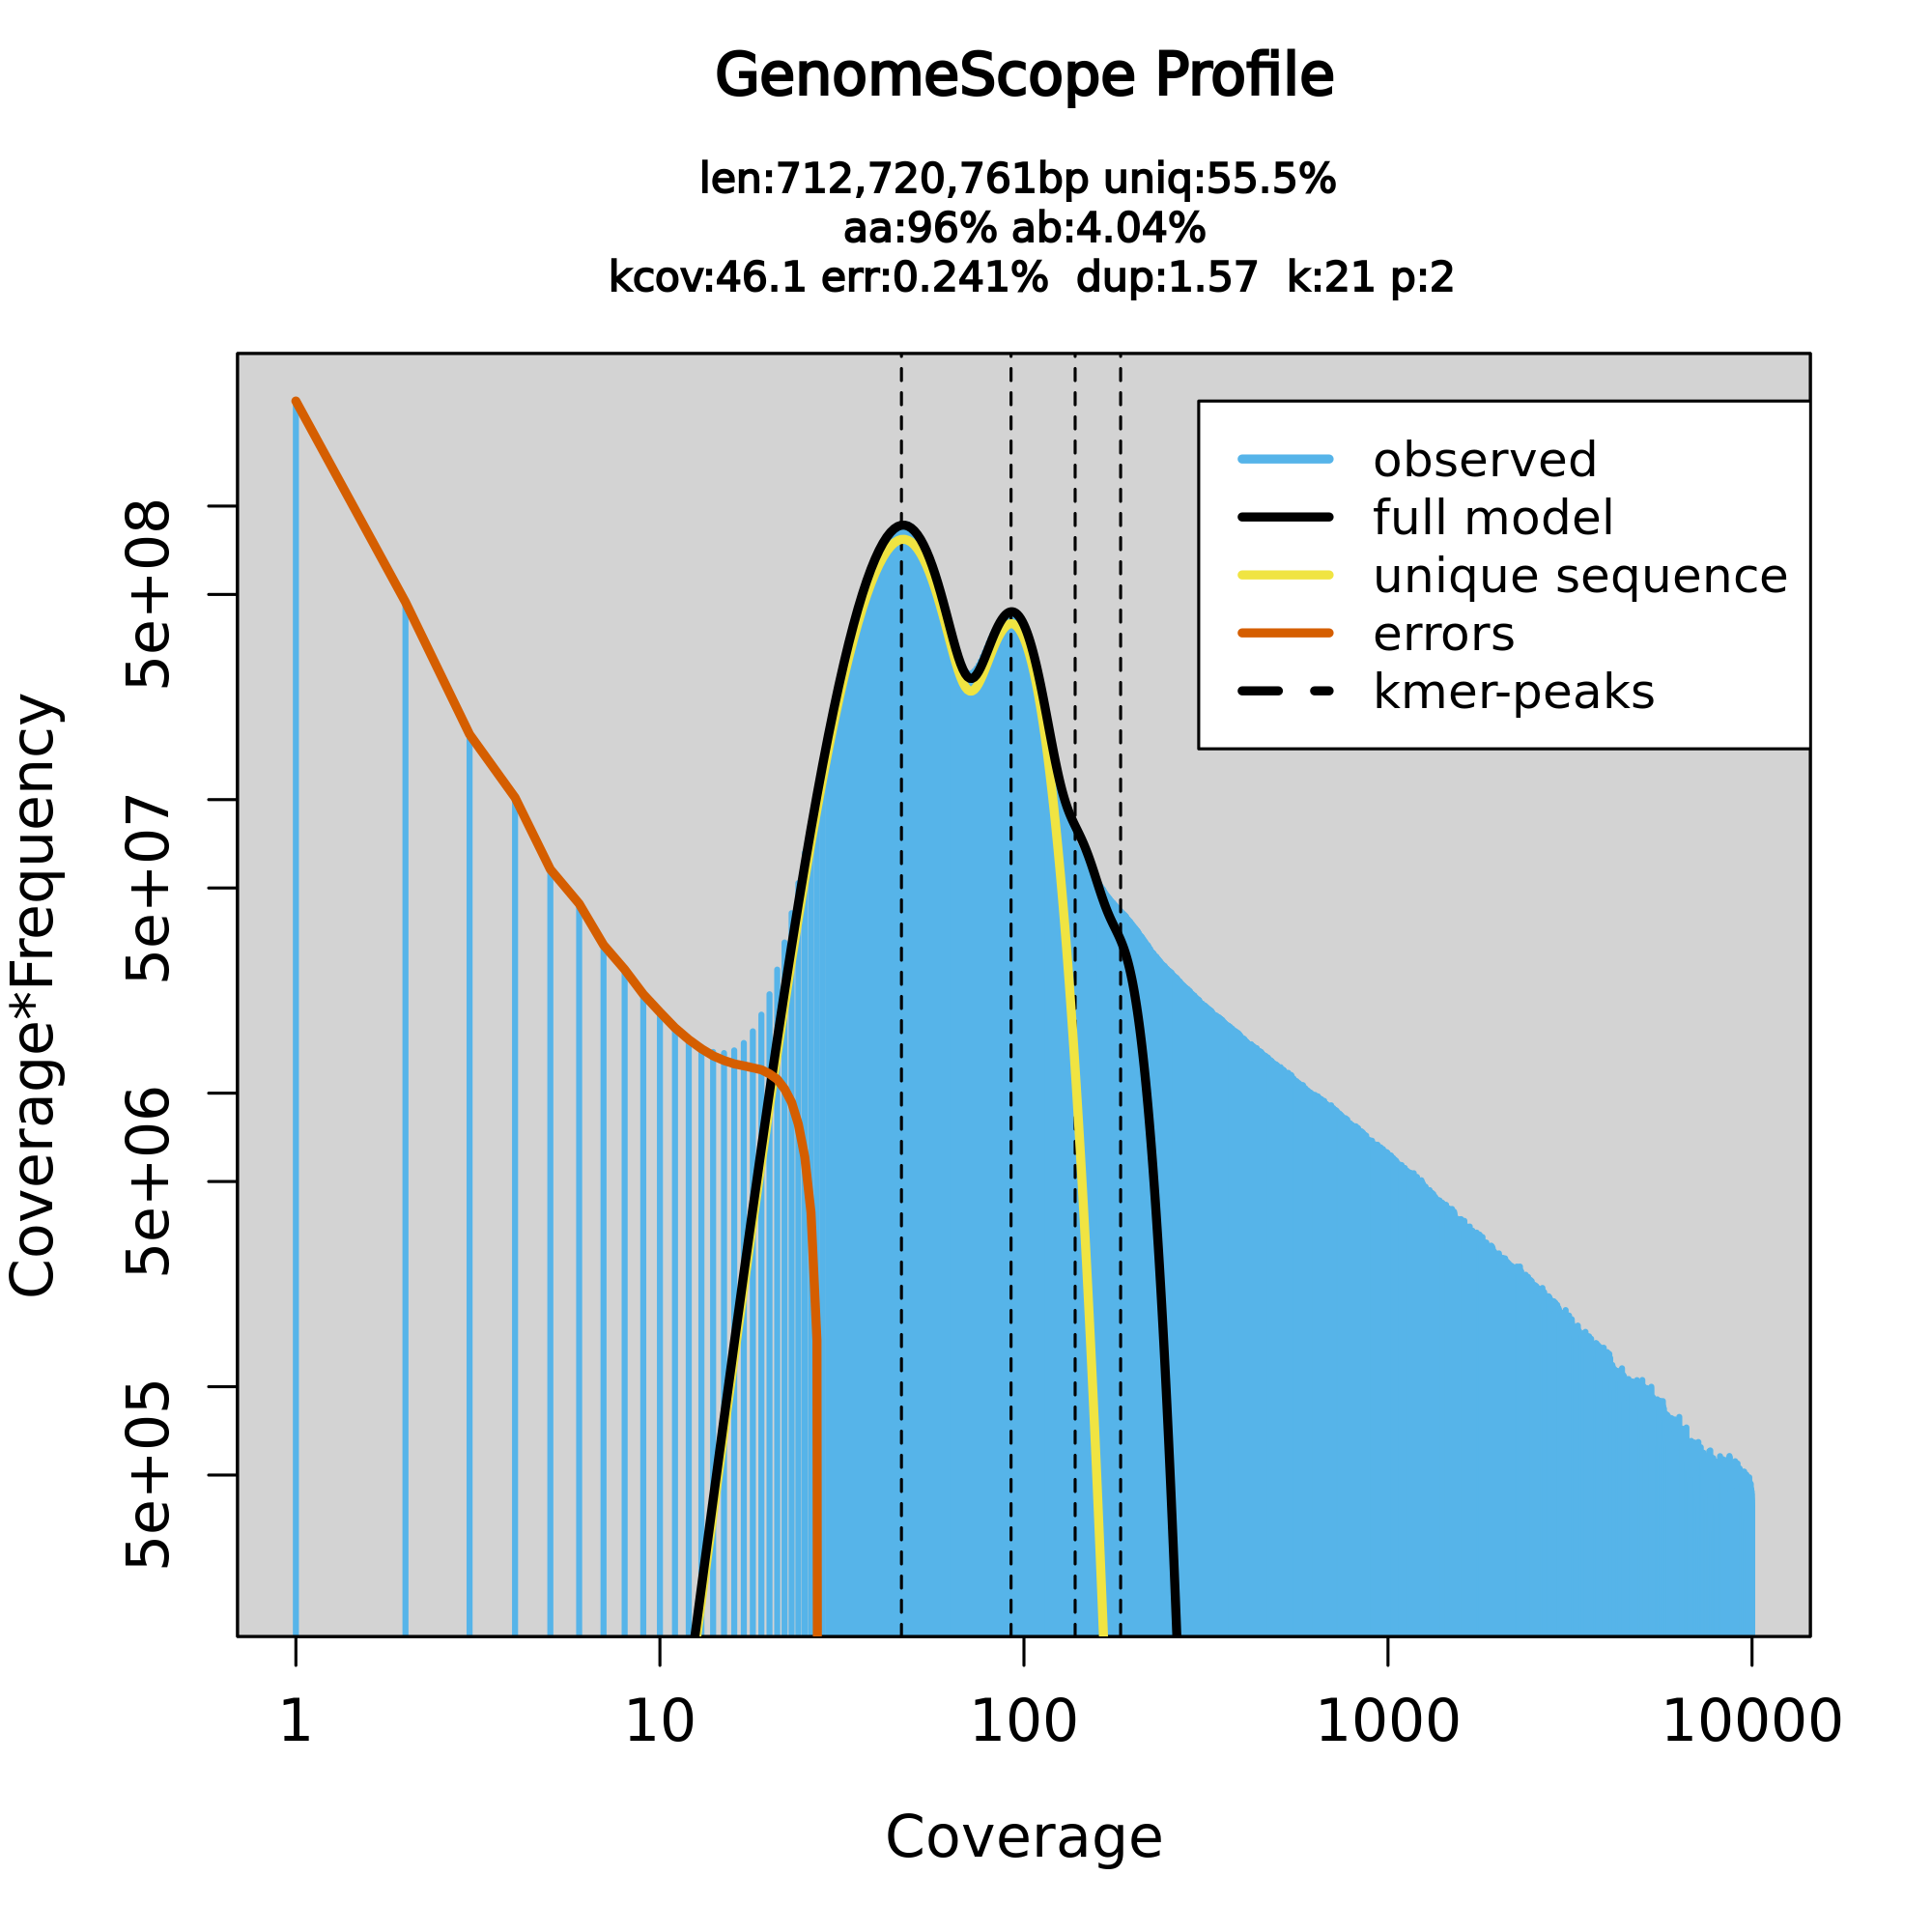 GenomeScope Profile
len:712,720,761bp uniq:55.5%
aa:96% ab:4.04%
kcov:46.1 err:0.241% dup:1.57 k:21 p:2
observed
full model
unique sequence
errors
kmer-peaks
Coverage*Frequency
5e+08
5e+07
5e+06
5e+05
1 10 100 1000 10000
Coverage